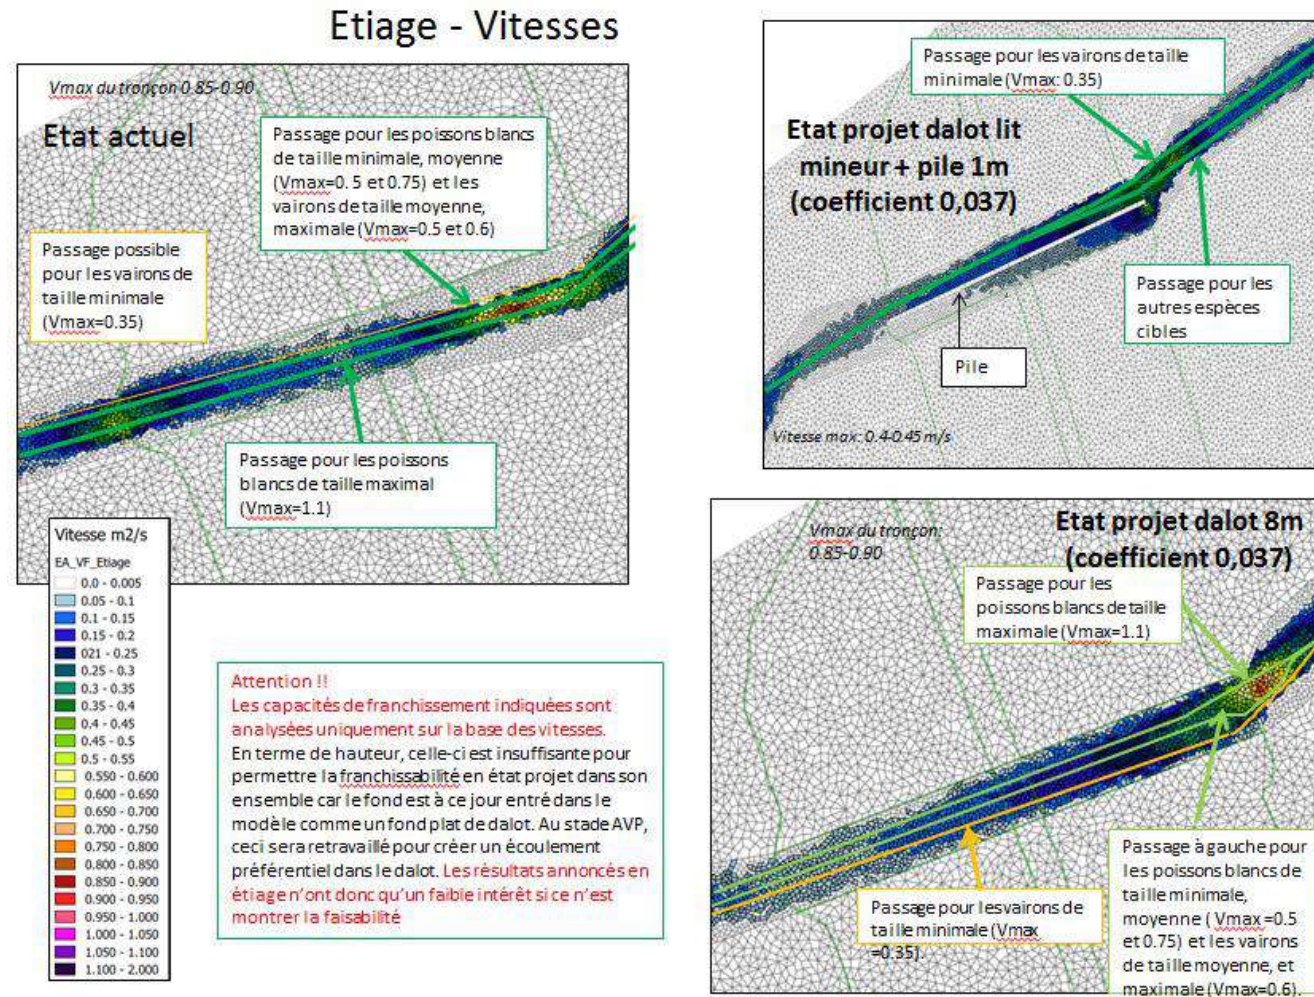 Etiage - Vitesses
Vmax du tronçon 0.85-0.90
Etat actuel
Passage pour les poissons blancs
de taille minimale, moyenne
(Vmax=0.5 et 0.75) et les
vairons de taille moyenne,
maximale (Vmax=0.5 et 0.6)
Passage possible
pour les vairons de
taille minimale
(Vmax=0.35)
Passage pour les poissons
blancs de taille maximal
(Vmax=1.1)
Vitesse m2/s
EA_VF_Etiage
0.0 - 0.005
0.05 - 0.1
0.1 - 0.15
0.15 - 0.2
021 - 0.25
0.25 - 0.3
0.3 - 0.35
0.35 - 0.4
0.4 - 0.45
0.45 - 0.5
0.5 - 0.55
0.550 - 0.600
0.600 - 0.650
0.650 - 0.700
0.700 - 0.750
0.750 - 0.800
0.800 - 0.850
0.850 - 0.900
0.900 - 0.950
0.950 - 1.000
1.000 - 1.050
1.050 - 1.100
1.100 - 2.000
Attention !!
Les capacités de franchissement indiquées sont
analysées uniquement sur la base des vitesses.
En terme de hauteur, celle-ci est insuffisante pour
permettre la franchissabilité en état projet dans son
ensemble car le fond est à ce jour entré dans le
modèle comme un fond plat de dalot. Au stade AVP,
ceci sera retravaillé pour créer un écoulement
préférentiel dans le dalot. Les résultats annoncés en
étiage n'ont donc qu'un faible intérêt si ce n'est
montrer la faisabilité
Passage pour les vairons de taille
minimale (Vmax: 0.35)
Etat projet dalot lit
mineur + pile 1m
(coefficient 0,037)
Passage pour les
autres espèces
cibles
Pile
Vitesse max: 0.4-0.45 m/s
Vmax du tronçon:
0.85-0.90
Etat projet dalot 8m
(coefficient 0,037)
Passage pour les
poissons blancs de taille
maximale (Vmax=1.1)
Passage pour les vairons de
taille minimale (Vmax
=0.35).
Passage à gauche pour
les poissons blancs de
taille minimale,
moyenne ( Vmax =0.5
et 0.75) et les vairons
de taille moyenne, et
maximale (Vmax=0.6).